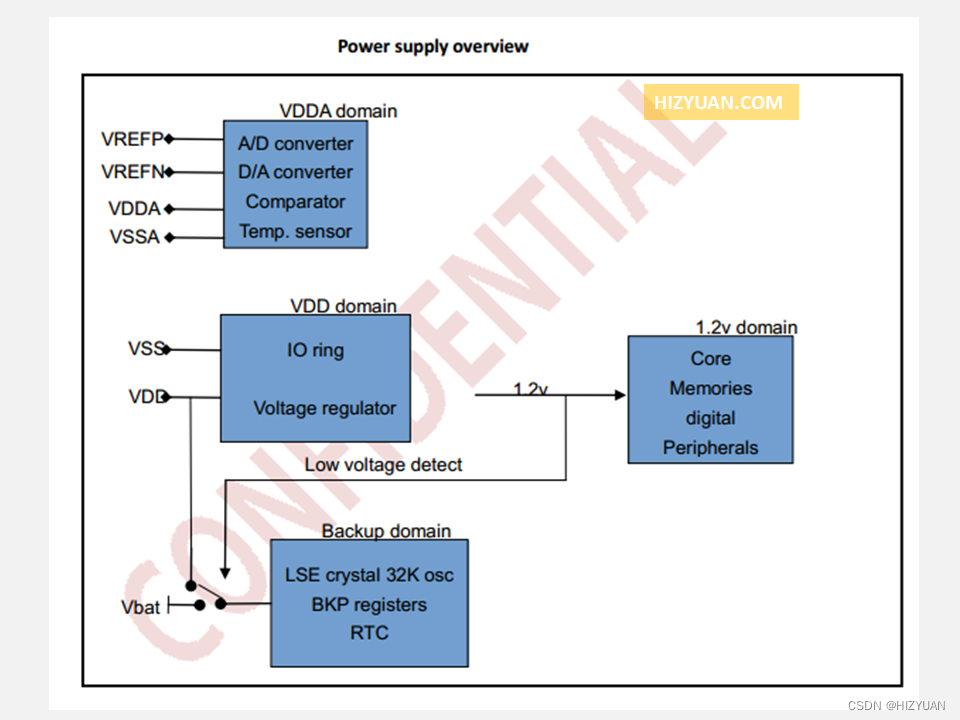 Power supply overview
HIZYUAN.COM
VDDA domain
VREFP
VREFN
VDDA
VSSA
A/D converter
D/A converter
Comparator
Temp. sensor
VDD domain
VSS
VDD
IO ring
Voltage regulator
1.2v
1.2v domain
Core
Memories
digital
Peripherals
Low voltage detect
Backup domain
Vbat
LSE crystal 32K osc
BKP registers
RTC
CONFIDENTIAL
CSDN @HIZYUAN